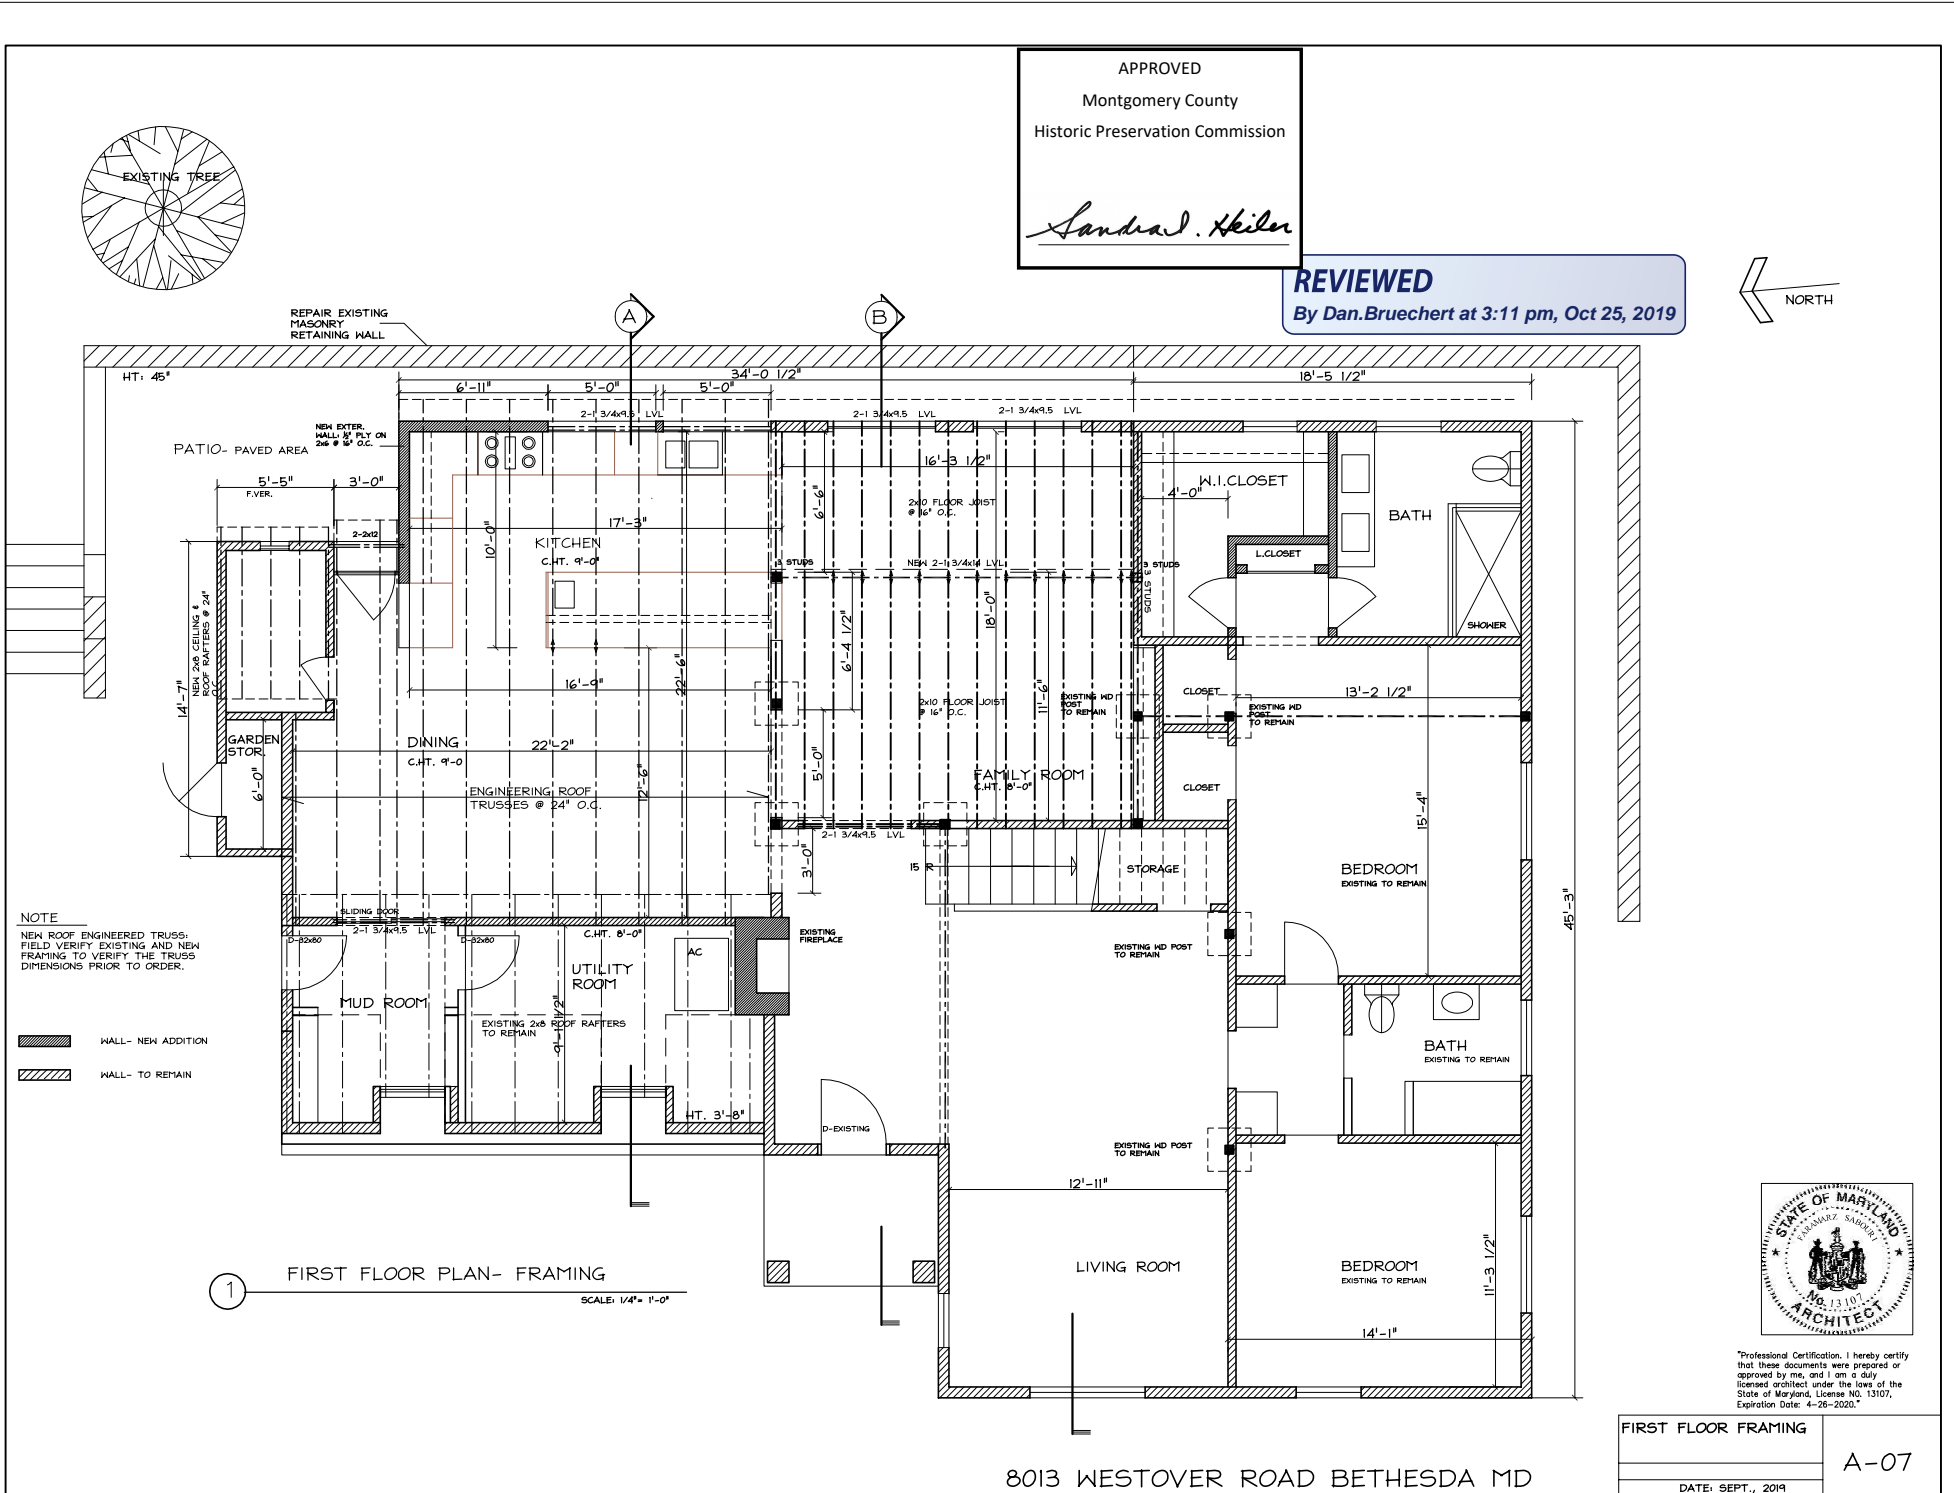 APPROVED
Montgomery County
Historic Preservation Commission
Sandra I. Heiler
REVIEWED
By Dan.Bruechert at 3:11 pm, Oct 25, 2019
NORTH
EXISTING TREE
REPAIR EXISTING
MASONRY
RETAINING WALL
A
B
HT: 45"
34'-0 1/2"
18'-5 1/2"
6'-11"
5'-0"
5'-0"
2-1 3/4x9.5 LVL
2-1 3/4x9.5 LVL
2-1 3/4x9.5 LVL
NEW EXTER.
WALL: ½" PLY ON
2x6 @ 16" O.C.
PATIO- PAVED AREA
5'-5"
F.VER.
3'-0"
2-2x12
10'-0"
17'-3"
KITCHEN
C.HT. 9'-0"
16'-3 1/2"
6'-6"
2x10 FLOOR JOIST
@ 16" O.C.
3 STUDS
NEW 2-1 3/4x14 LVL
3 STUDS
3 STUDS
W.I.CLOSET
4'-0"
L.CLOSET
BATH
SHOWER
18'-0"
6'-4 1/2"
NEW 2x8 CEILING &
ROOF RAFTERS @ 24"
O.C.
14'-7"
16'-9"
22'-6"
2x10 FLOOR JOIST
@ 16" O.C.
11'-6"
EXISTING WD
POST
TO REMAIN
CLOSET
EXISTING WD
POST
TO REMAIN
13'-2 1/2"
GARDEN
STOR.
6'-0"
DINING
C.HT. 9'-0
22'-2"
12'-6"
5'-0"
FAMILY ROOM
C.HT. 8'-0"
CLOSET
ENGINEERING ROOF
TRUSSES @ 24" O.C.
15'-4"
2-1 3/4x9.5 LVL
3'-0"
15 R
STORAGE
BEDROOM
EXISTING TO REMAIN
45'-3"
NOTE
NEW ROOF ENGINEERED TRUSS:
FIELD VERIFY EXISTING AND NEW
FRAMING TO VERIFY THE TRUSS
DIMENSIONS PRIOR TO ORDER.
SLIDING DOOR
2-1 3/4x9.5 LVL
D-32x80
D-32x80
C.HT. 8'-0"
AC
EXISTING
FIREPLACE
EXISTING WD POST
TO REMAIN
UTILITY
ROOM
MUD ROOM
9'-1 1/2"
EXISTING 2x8 ROOF RAFTERS
TO REMAIN
WALL- NEW ADDITION
WALL- TO REMAIN
BATH
EXISTING TO REMAIN
HT. 3'-8"
D-EXISTING
EXISTING WD POST
TO REMAIN
12'-11"
11'-3 1/2"
LIVING ROOM
BEDROOM
EXISTING TO REMAIN
14'-1"
1
FIRST FLOOR PLAN- FRAMING
SCALE: 1/4"= 1'-0"
STATE OF MARYLAND
FARAMARZ SABOURI
No. 13107
ARCHITECT
"Professional Certification. I hereby certify
that these documents were prepared or
approved by me, and I am a duly
licensed architect under the laws of the
State of Maryland, License NO. 13107,
Expiration Date: 4-26-2020."
FIRST FLOOR FRAMING
A-07
DATE: SEPT., 2019
8013 WESTOVER ROAD BETHESDA MD